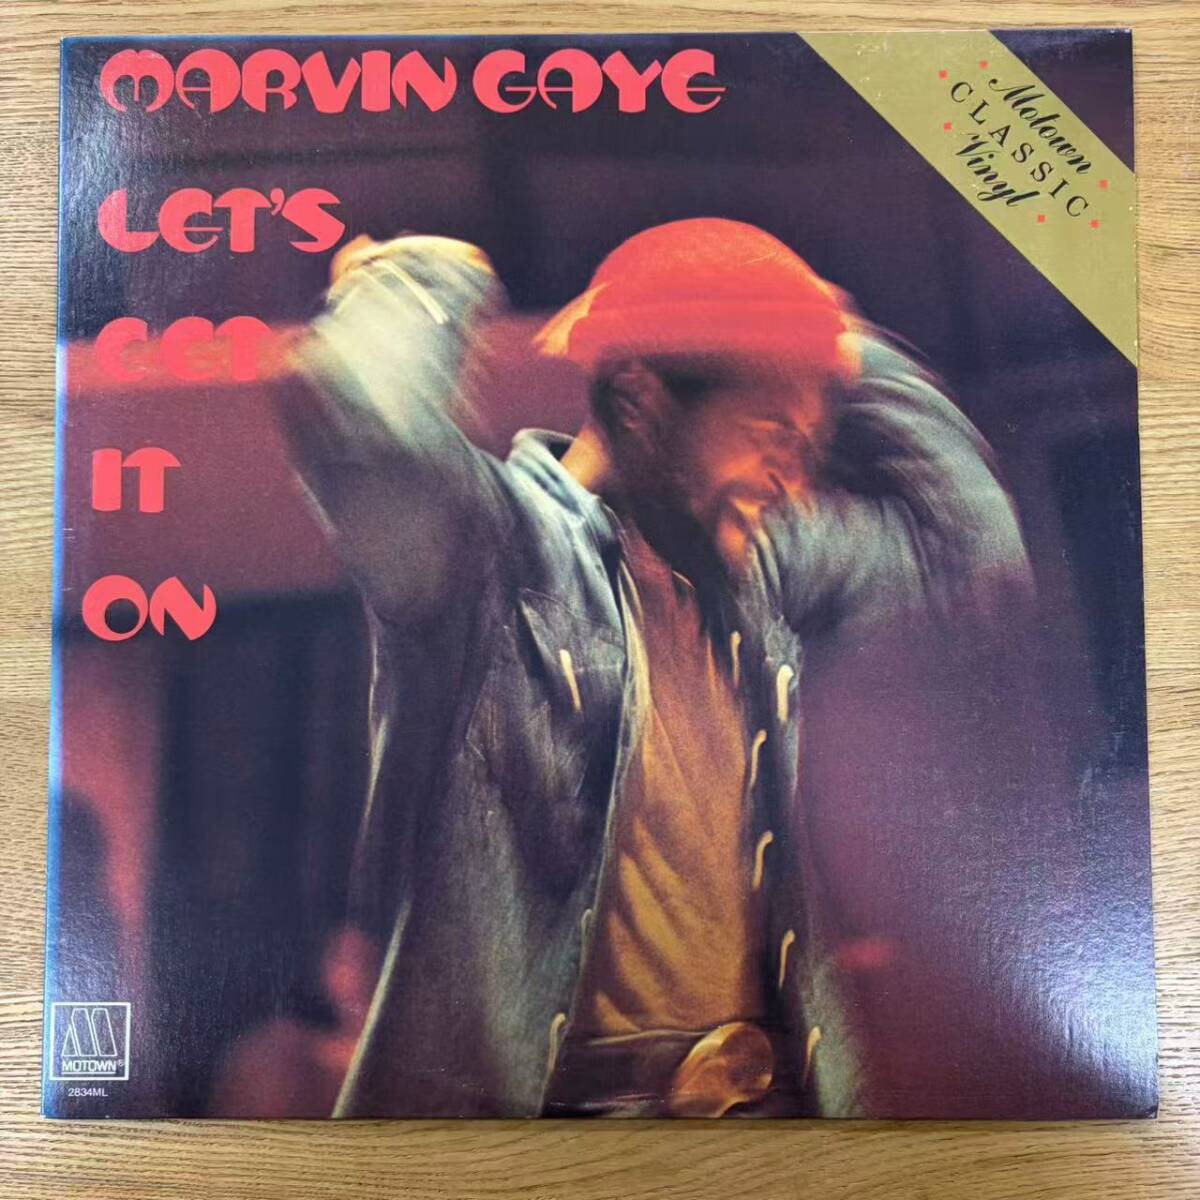 MARVIN GAYE
LET'S
GET
IT
ON
Motown
CLASSIC
Vinyl
MOTOWN®
2834ML